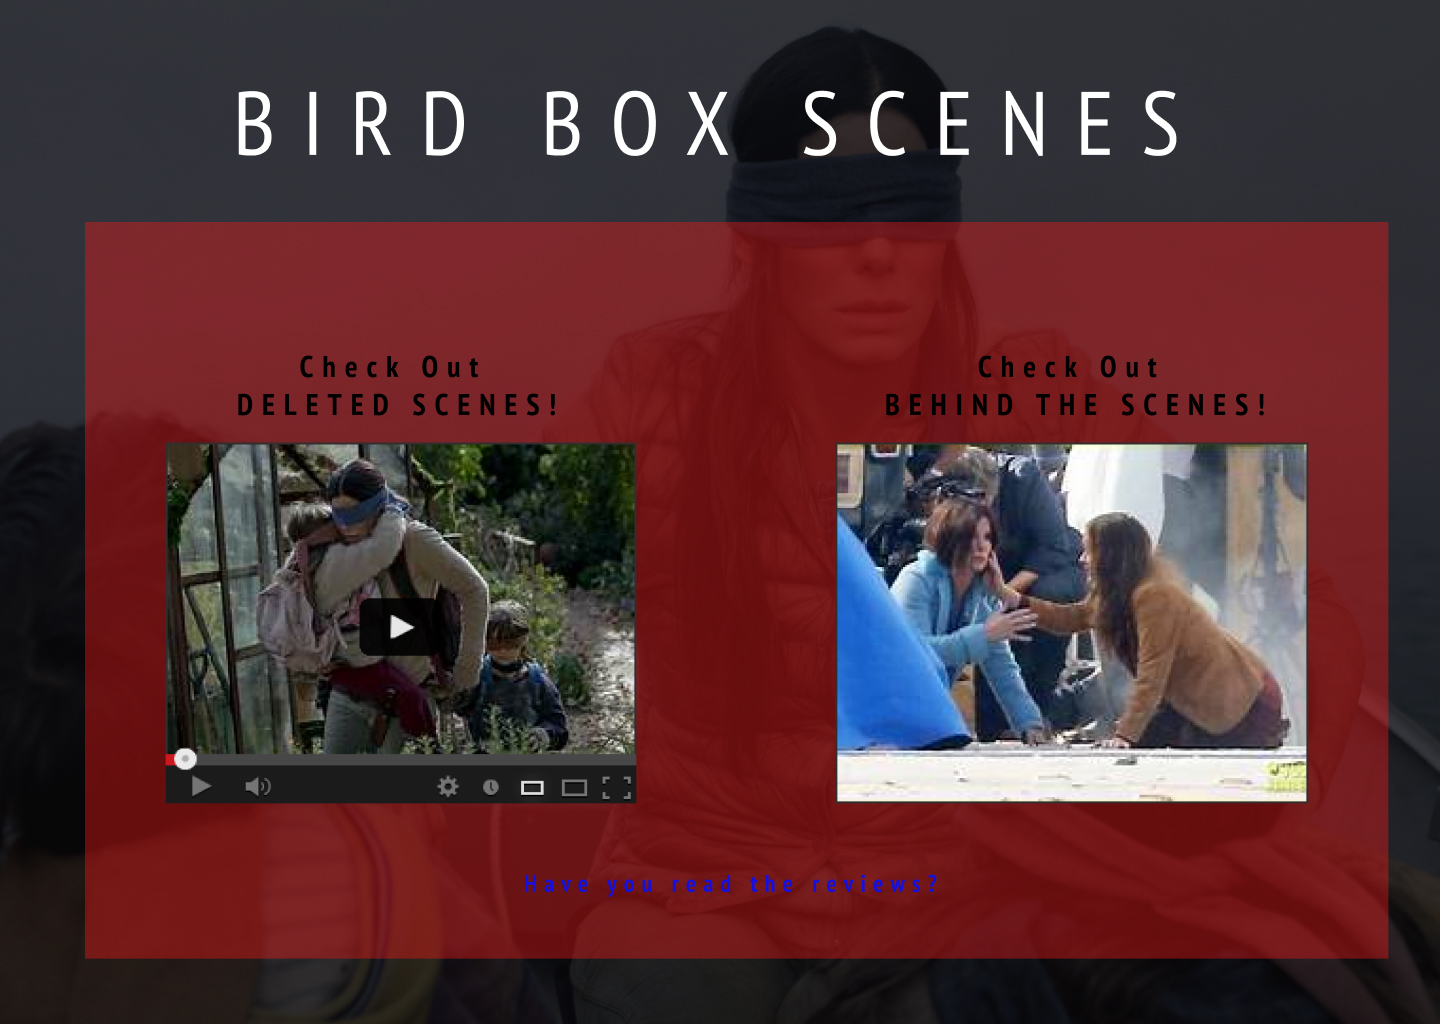 BIRD BOX SCENES
Check Out
DELETED SCENES!
Check Out
BEHIND THE SCENES!
Have you read the reviews?